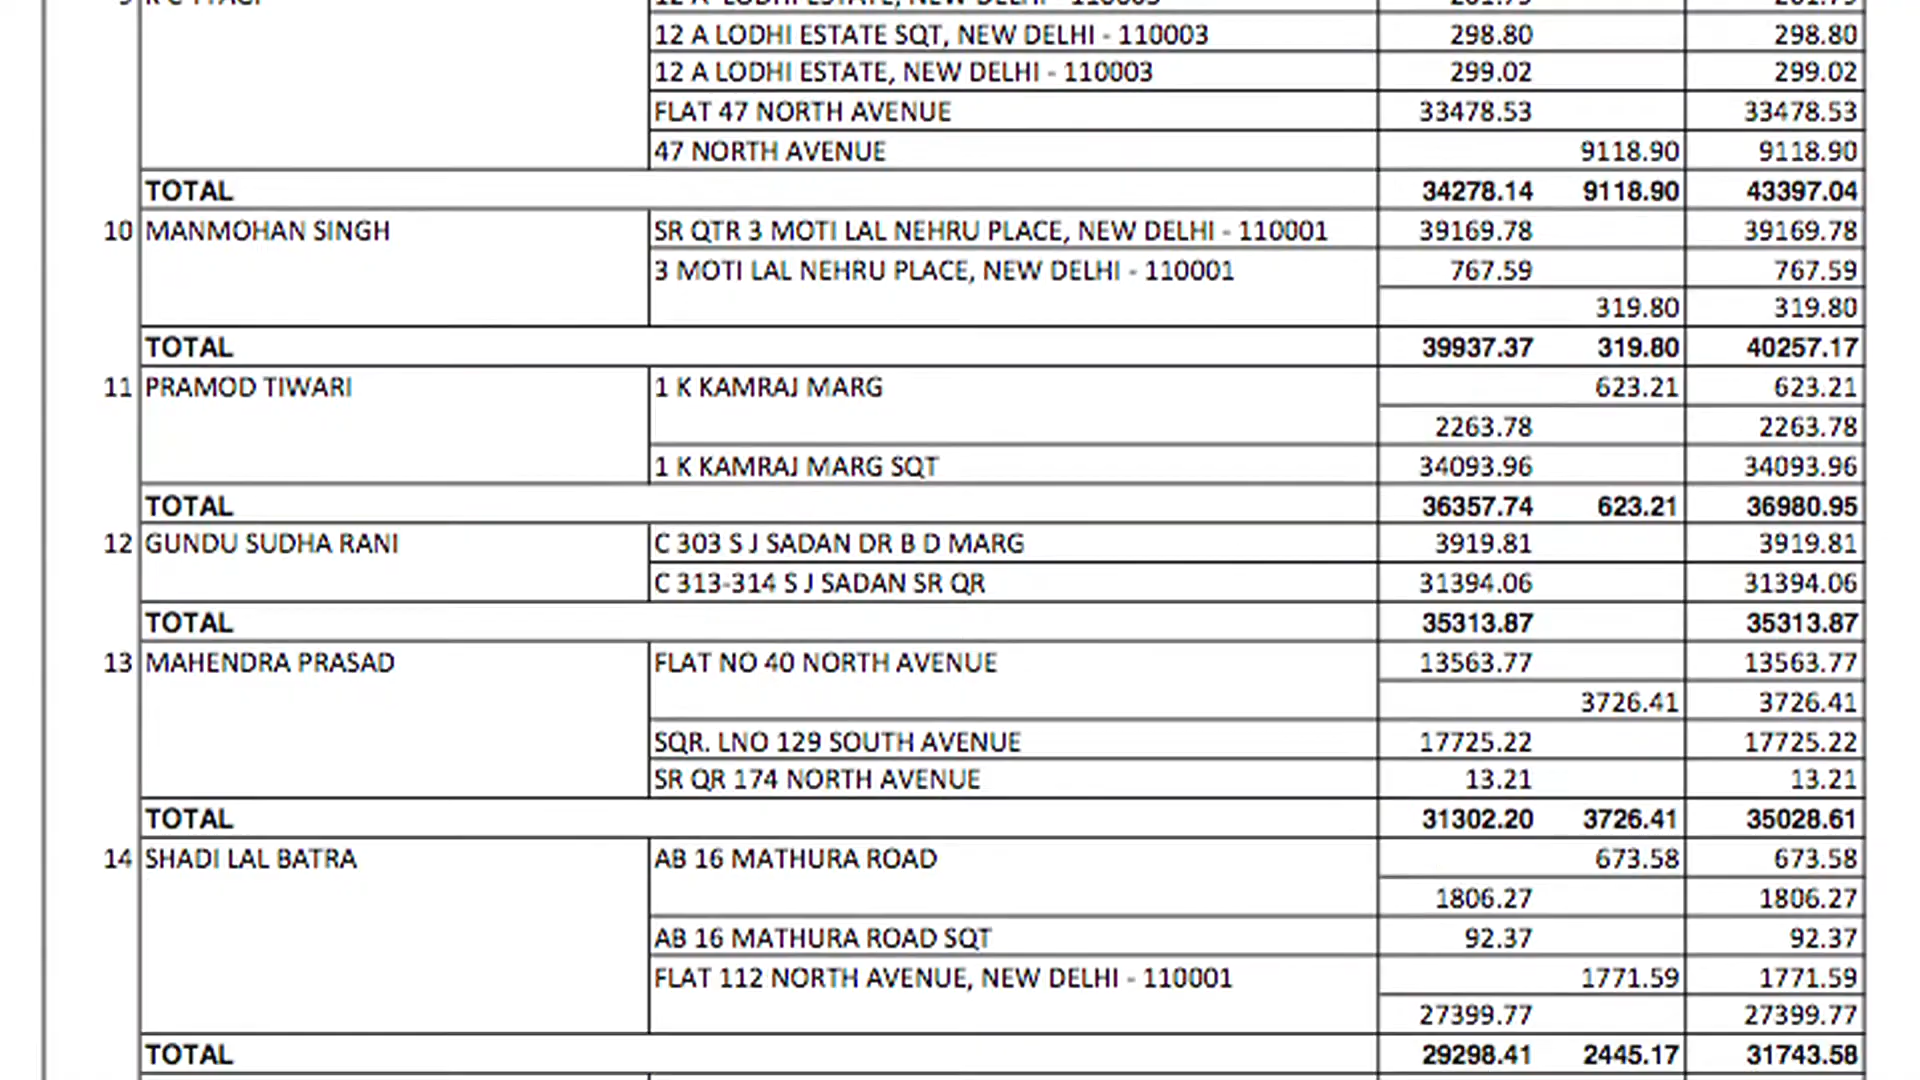 12 A LODHI ESTATE SQT, NEW DELHI - 110003 298.80 298.80
12 A LODHI ESTATE, NEW DELHI - 110003 299.02 299.02
FLAT 47 NORTH AVENUE 33478.53 33478.53
47 NORTH AVENUE 9118.90 9118.90
TOTAL 34278.14 9118.90 43397.04
10 MANMOHAN SINGH SR QTR 3 MOTI LAL NEHRU PLACE, NEW DELHI - 110001 39169.78 39169.78
3 MOTI LAL NEHRU PLACE, NEW DELHI - 110001 767.59 767.59
319.80 319.80
TOTAL 39937.37 319.80 40257.17
11 PRAMOD TIWARI 1 K KAMRAJ MARG 623.21 623.21
2263.78 2263.78
1 K KAMRAJ MARG SQT 34093.96 34093.96
TOTAL 36357.74 623.21 36980.95
12 GUNDU SUDHA RANI C 303 S J SADAN DR B D MARG 3919.81 3919.81
C 313-314 S J SADAN SR QR 31394.06 31394.06
TOTAL 35313.87 35313.87
13 MAHENDRA PRASAD FLAT NO 40 NORTH AVENUE 13563.77 13563.77
3726.41 3726.41
SQR. LNO 129 SOUTH AVENUE 17725.22 17725.22
SR QR 174 NORTH AVENUE 13.21 13.21
TOTAL 31302.20 3726.41 35028.61
14 SHADI LAL BATRA AB 16 MATHURA ROAD 673.58 673.58
1806.27 1806.27
AB 16 MATHURA ROAD SQT 92.37 92.37
FLAT 112 NORTH AVENUE, NEW DELHI - 110001 1771.59 1771.59
27399.77 27399.77
TOTAL 29298.41 2445.17 31743.58